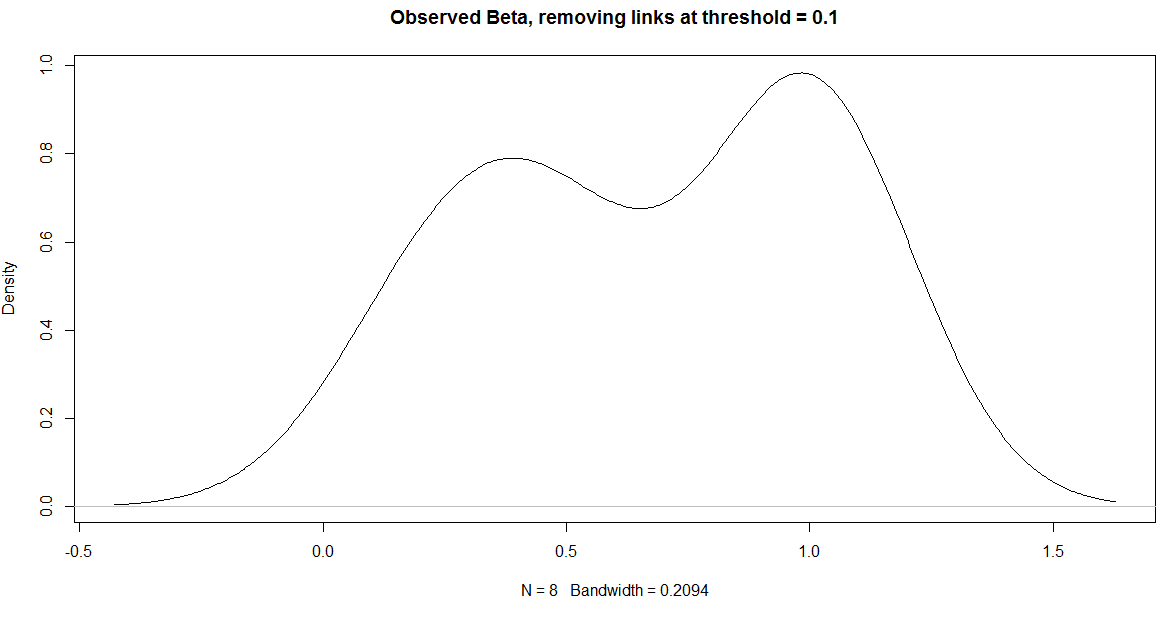 Observed Beta, removing links at threshold = 0.1
Density
1.0
0.8
0.6
0.4
0.2
0.0
-0.5 0.0 0.5 1.0 1.5
N = 8 Bandwidth = 0.2094